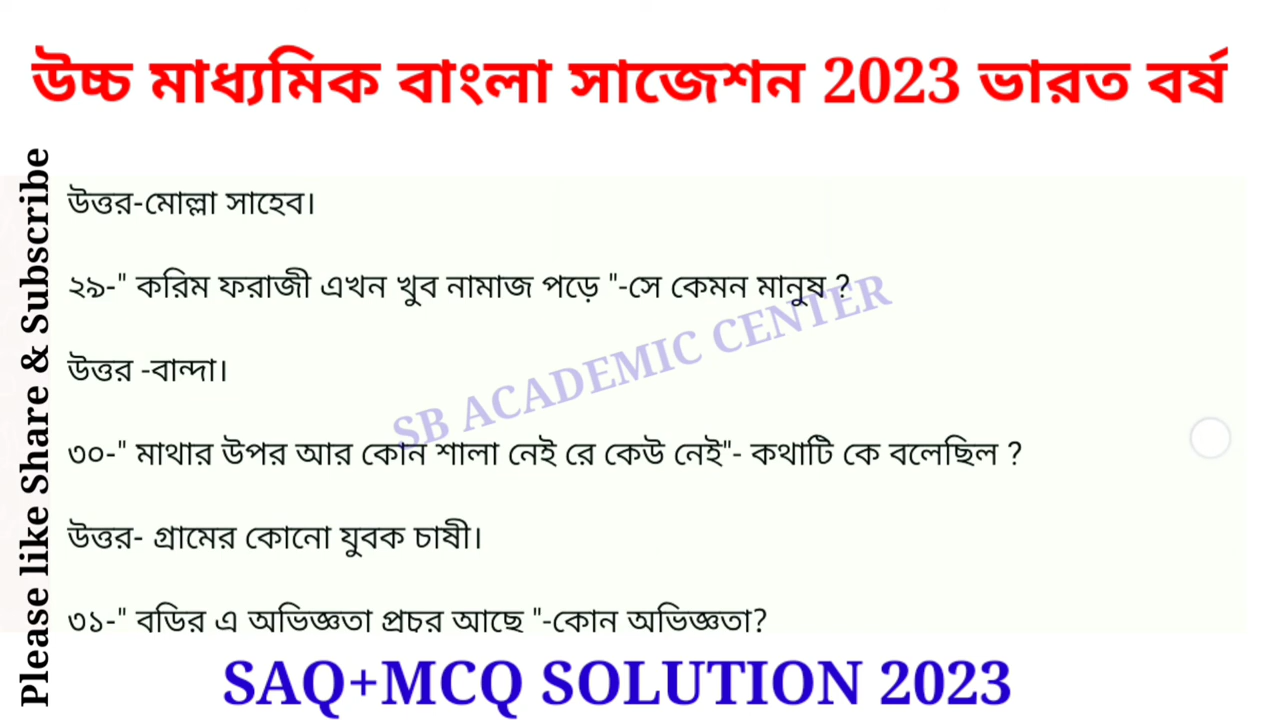 উচ্চ মাধ্যমিক বাংলা সাজেশন 2023 ভারত বর্ষ
Please like Share & Subscribe
উত্তর-মোল্লা সাহেব।
২৯-" করিম ফরাজী এখন খুব নামাজ পড়ে "-সে কেমন মানুষ ?
উত্তর -বান্দা।
৩০-" মাথার উপর আর কোন শালা নেই রে কেউ নেই"- কথাটি কে বলেছিল ?
উত্তর- গ্রামের কোনো যুবক চাষী।
৩১-" বডির এ অভিজ্ঞতা প্রচর আছে "-কোন অভিজ্ঞতা?
SB ACADEMIC CENTER
SAQ+MCQ SOLUTION 2023